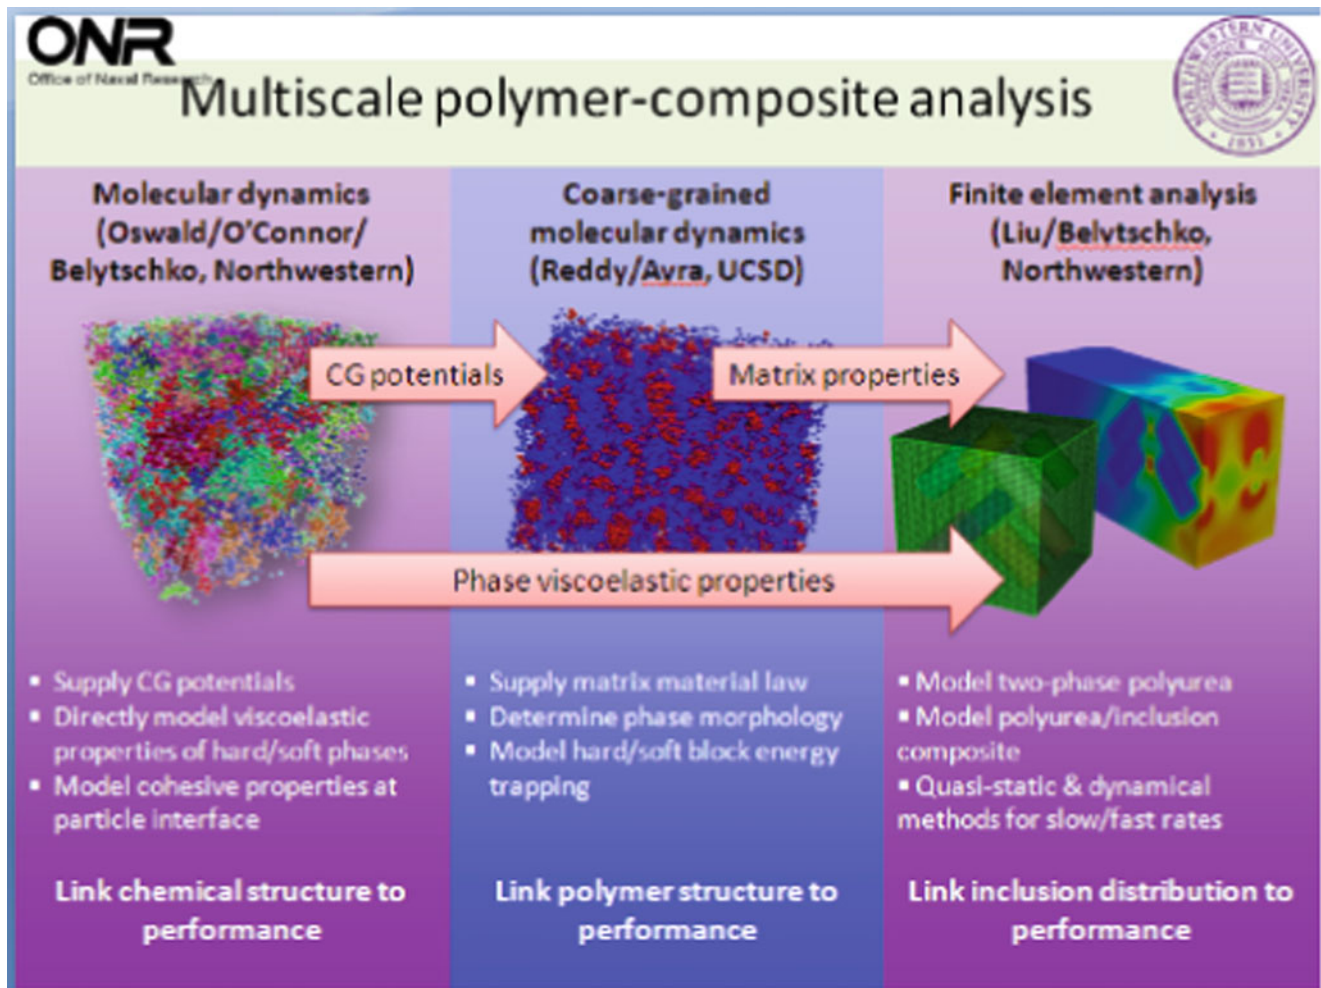 ONR
Office of Naval Research
Multiscale polymer-composite analysis
NORTHWESTERN UNIVERSITY
1851
Molecular dynamics
(Oswald/O'Connor/
Belytschko, Northwestern)
Coarse-grained
molecular dynamics
(Reddy/Avra, UCSD)
Finite element analysis
(Liu/Belytschko,
Northwestern)
CG potentials
Matrix properties
Phase viscoelastic properties
▪ Supply CG potentials
▪ Directly model viscoelastic
properties of hard/soft phases
▪ Model cohesive properties at
particle interface
Link chemical structure to
performance
▪ Supply matrix material law
▪ Determine phase morphology
▪ Model hard/soft block energy
trapping
Link polymer structure to
performance
▪ Model two-phase polyurea
▪ Model polyurea/inclusion
composite
▪ Quasi-static & dynamical
methods for slow/fast rates
Link inclusion distribution to
performance